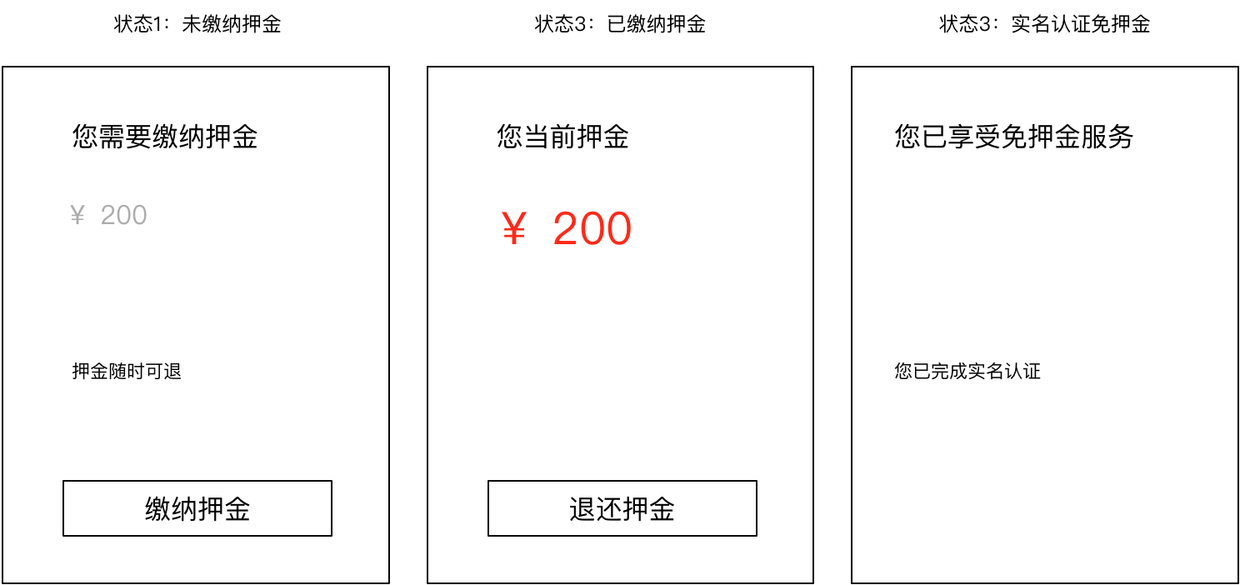 状态1：未缴纳押金
您需要缴纳押金
¥ 200
押金随时可退
缴纳押金
状态3：已缴纳押金
您当前押金
¥ 200
退还押金
状态3：实名认证免押金
您已享受免押金服务
您已完成实名认证